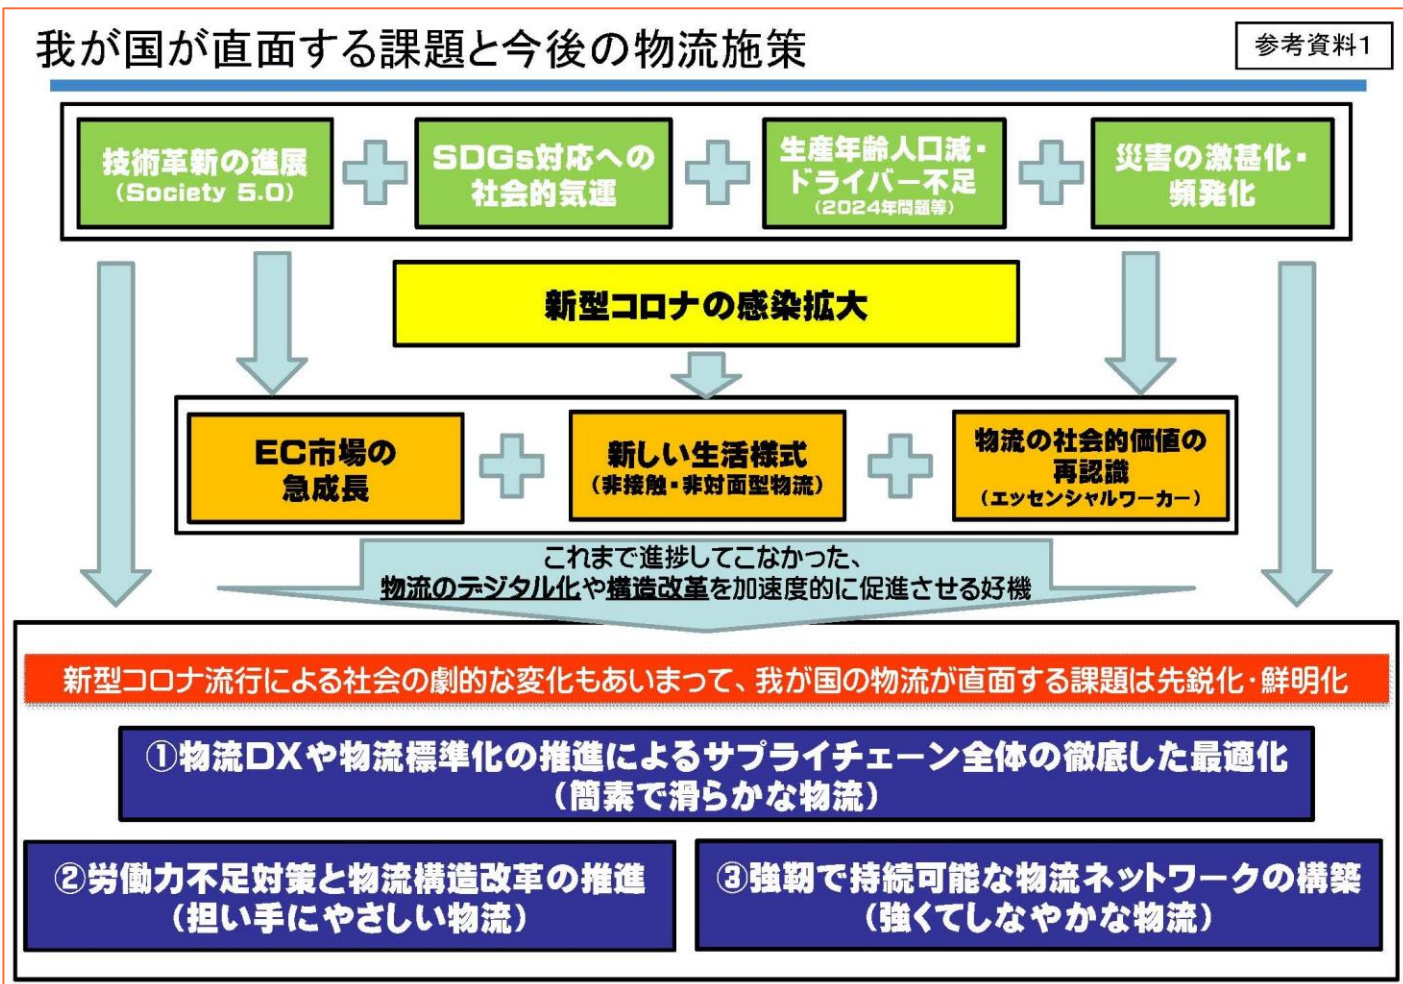 我が国が直面する課題と今後の物流施策
参考資料1
技術革新の進展
(Society 5.0)
SDGs対応への
社会的気運
生産年齢人口減・
ドライバー不足
(2024年問題等)
災害の激甚化・
頻発化
新型コロナの感染拡大
EC市場の
急成長
新しい生活様式
(非接触・非対面型物流)
物流の社会的価値の
再認識
(エッセンシャルワーカー)
これまで進捗してこなかった、
物流のデジタル化や構造改革を加速度的に促進させる好機
新型コロナ流行による社会の劇的な変化もあいまって、我が国の物流が直面する課題は先鋭化・鮮明化
①物流DXや物流標準化の推進によるサプライチェーン全体の徹底した最適化
(簡素で滑らかな物流)
②労働力不足対策と物流構造改革の推進
(担い手にやさしい物流)
③強靭で持続可能な物流ネットワークの構築
(強くてしなやかな物流)